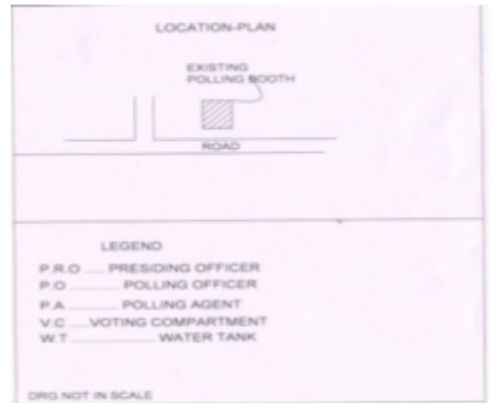 LOCATION-PLAN
EXISTING
POLLING BOOTH
ROAD
LEGEND
P.R.O ..... PRESIDING OFFICER
P.O ............ POLLING OFFICER
P.A ............ POLLING AGENT
V.C .....VOTING COMPARTMENT
W.T .................... WATER TANK
DRG.NOT IN SCALE